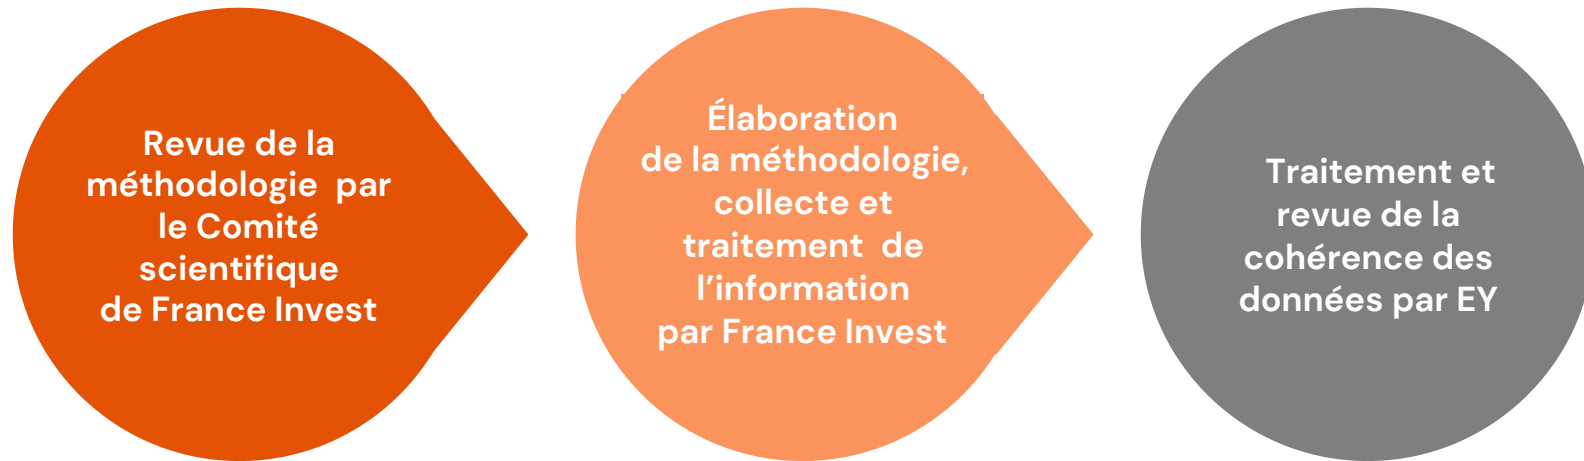 Revue de la
méthodologie  par
le Comité
scientifique
de France Invest
Élaboration
de la méthodologie,
collecte et
traitement  de
l’information
par France Invest
Traitement et
revue de la
cohérence des
données par EY